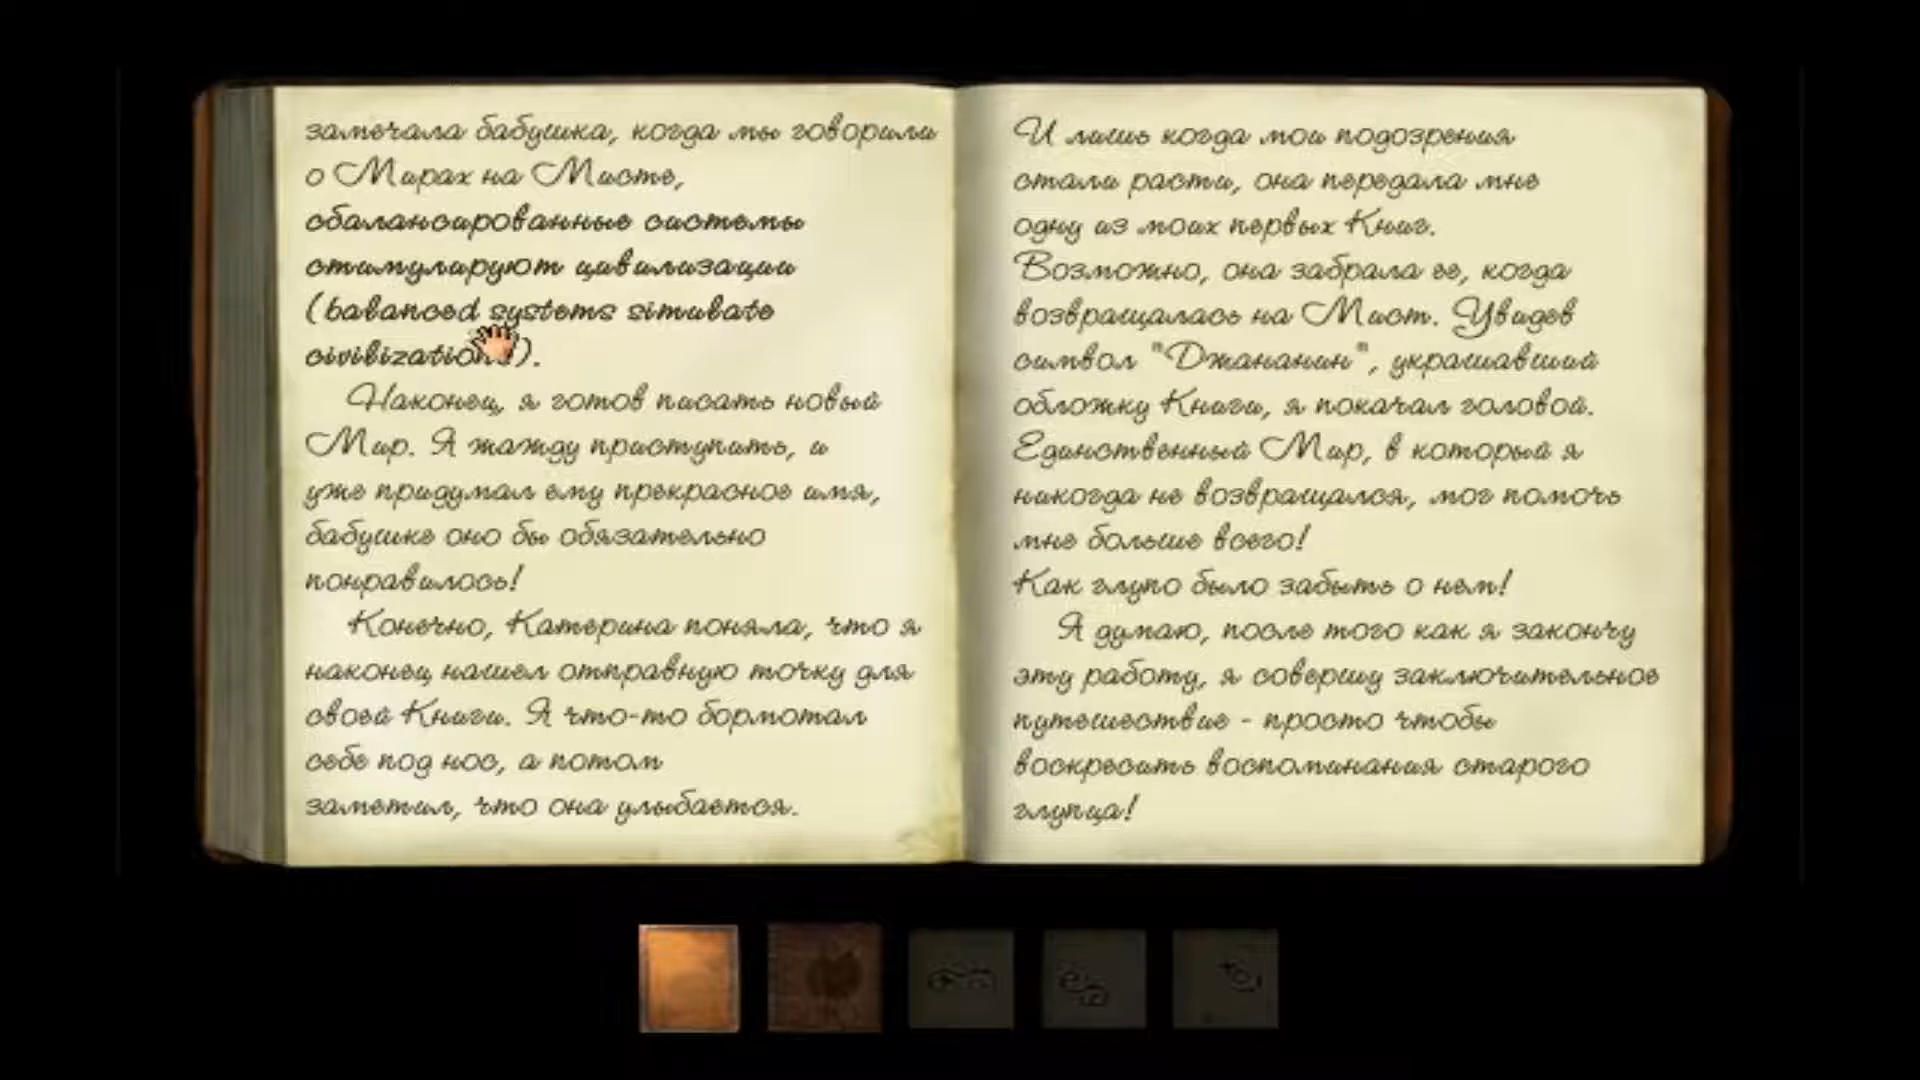 замечала бабушка, когда мы говорили
о Мирах на Мисте,
сбалансированные системы
стимулируют цивилизации
(balanced systems simulate
civilizations).
Наконец, я готов писать новый
Мир. Я жажду приступить, и
уже придумал ему прекрасное имя,
бабушке оно бы обязательно
понравилось!
Конечно, Катерина поняла, что я
наконец нашел отправную точку для
своей Книги. Я что-то бормотал
себе под нос, а потом
заметил, что она улыбается.
И лишь когда мои подозрения
стали расти, она передала мне
одну из моих первых Книг.
Возможно, она забрала ее, когда
возвращалась на Мист. Увидев
символ "Джананин", украшавший
обложку Книги, я покачал головой.
Единственный Мир, в который я
никогда не возвращался, мог помочь
мне больше всего!
Как глупо было забыть о нем!
Я думаю, после того как я закончу
эту работу, я совершу заключительное
путешествие - просто чтобы
воскресить воспоминания старого
глупца!